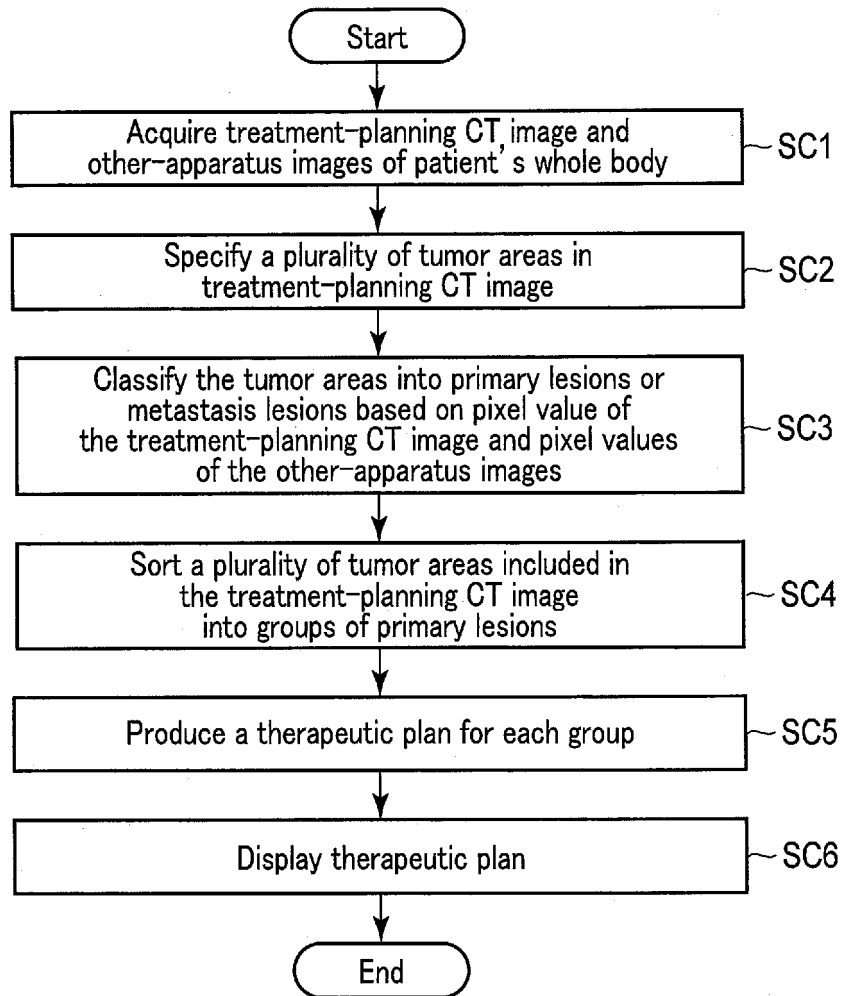 Start
Acquire treatment-planning CT, image and
other-apparatus images of patient's whole body
SC1
Specify a plurality of tumor areas in
treatment-planning CT image
SC2
Classify the tumor areas into primary lesions or
metastasis lesions based on pixel value of
the treatment-planning CT image and pixel values
of the other-apparatus images
SC3
Sort a plurality of tumor areas included in
the treatment-planning CT image
into groups of primary lesions
SC4
Produce a therapeutic plan for each group
SC5
Display therapeutic plan
SC6
End